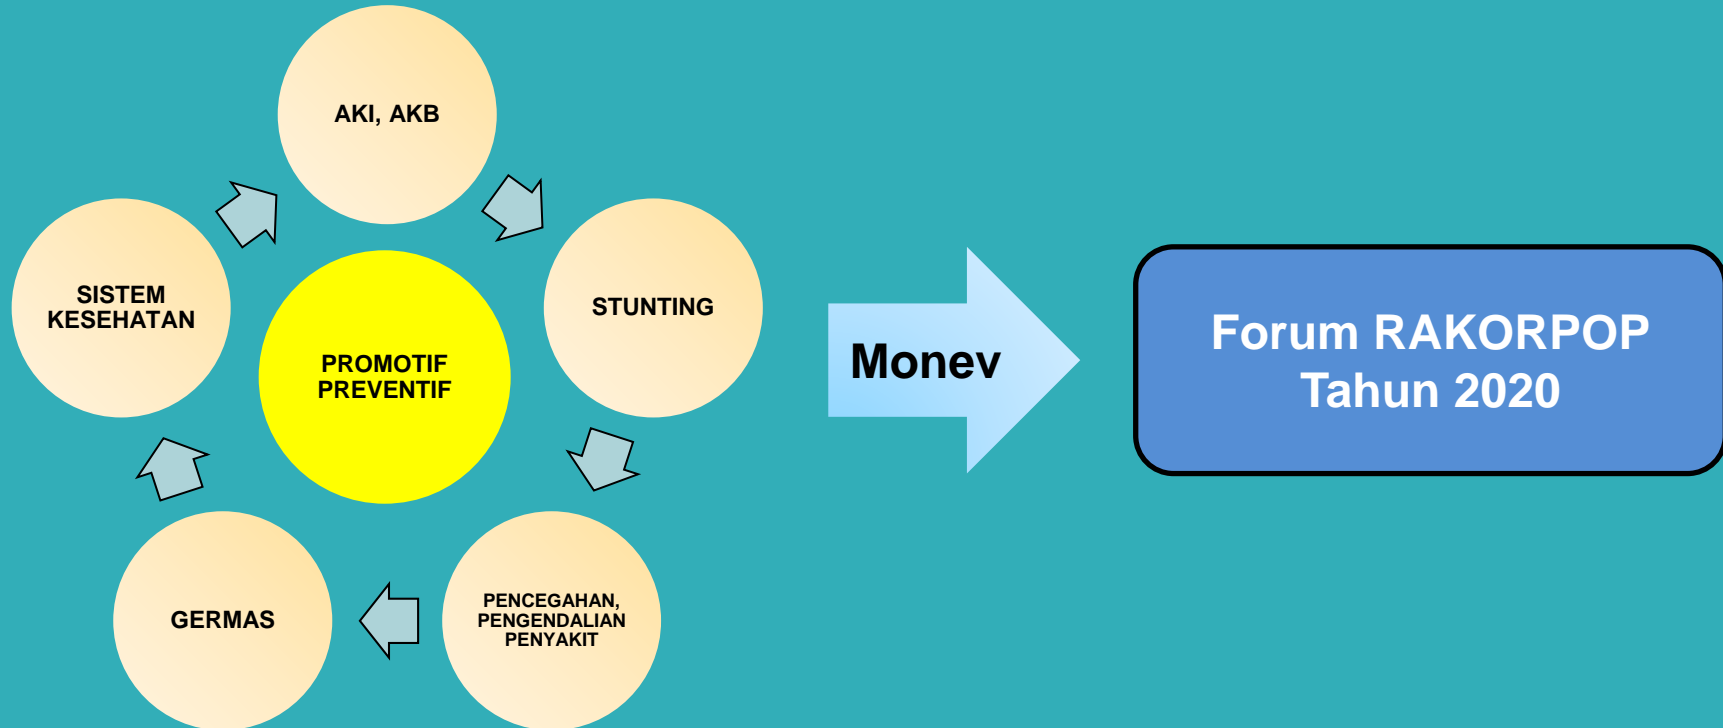 AKI, AKB
STUNTING
PENCEGAHAN,
PENGENDALIAN
PENYAKIT
GERMAS
SISTEM
KESEHATAN
PROMOTIF
PREVENTIF
Monev
Forum RAKORPOP
Tahun 2020